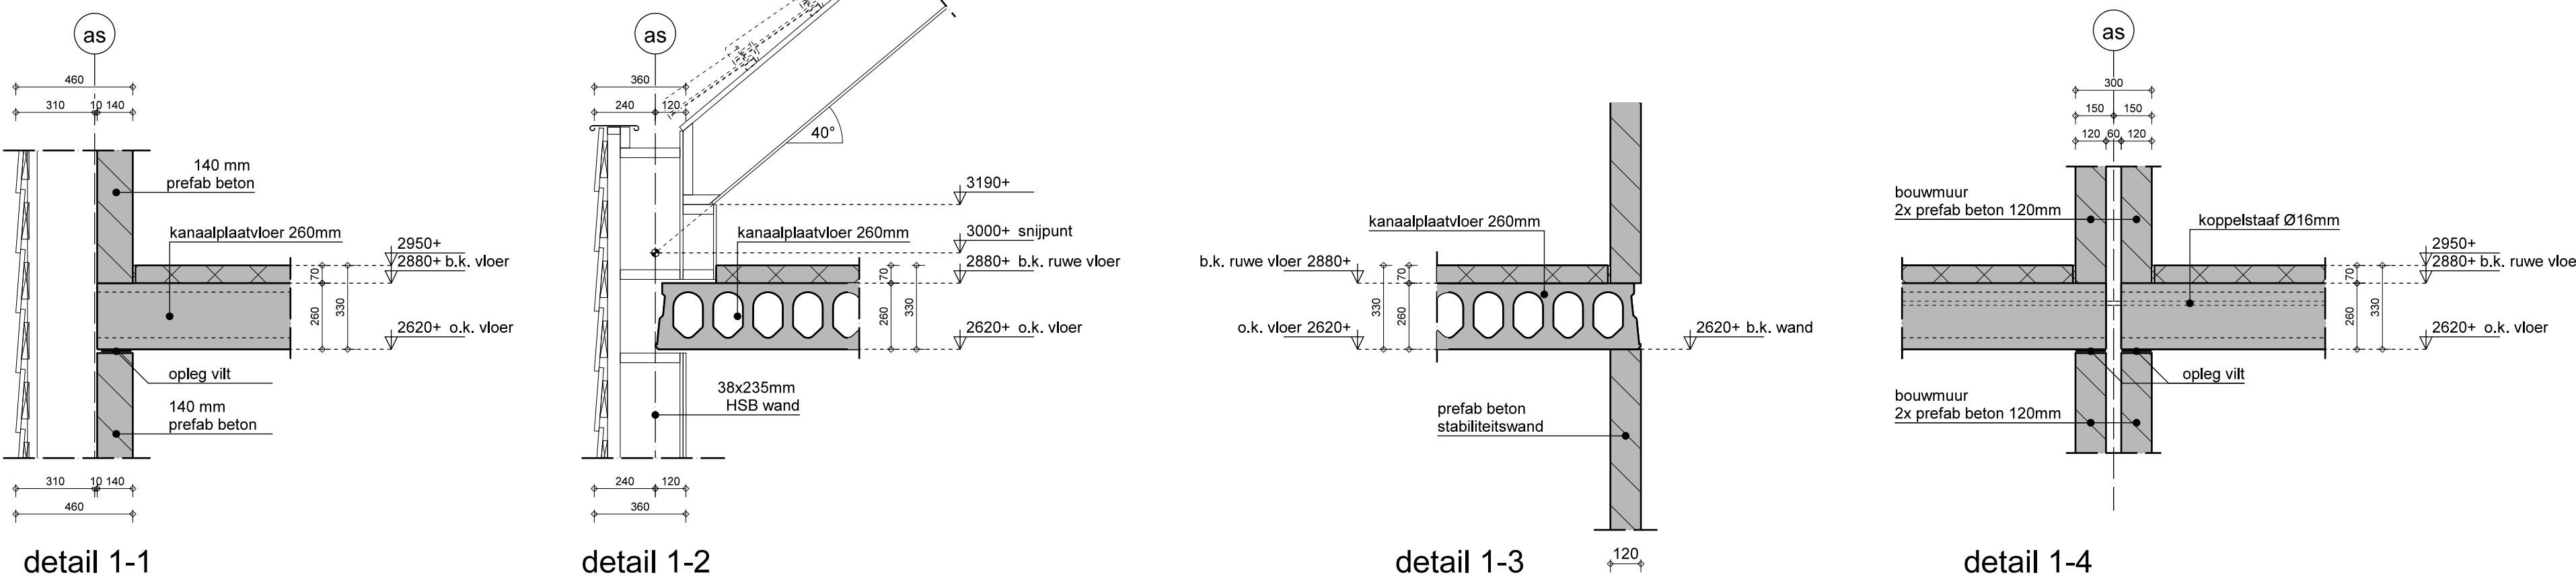 as
460
310 10 140
140 mm
prefab beton
kanaalplaatvloer 260mm
2950+
2880+ b.k. vloer
70
260
330
2620+ o.k. vloer
opleg vilt
140 mm
prefab beton
310 10 140
460
detail 1-1
as
360
240 120
40°
3190+
3000+ snijpunt
kanaalplaatvloer 260mm
2880+ b.k. ruwe vloer
70
260
330
2620+ o.k. vloer
38x235mm
HSB wand
240 120
360
detail 1-2
kanaalplaatvloer 260mm
b.k. ruwe vloer 2880+
70
330
260
o.k. vloer 2620+
2620+ b.k. wand
prefab beton
stabiliteitswand
120
detail 1-3
as
300
150 150
120 60 120
bouwmuur
2x prefab beton 120mm
koppelstaaf Ø16mm
2950+
2880+ b.k. ruwe vloe
70
260
330
2620+ o.k. vloer
opleg vilt
bouwmuur
2x prefab beton 120mm
detail 1-4